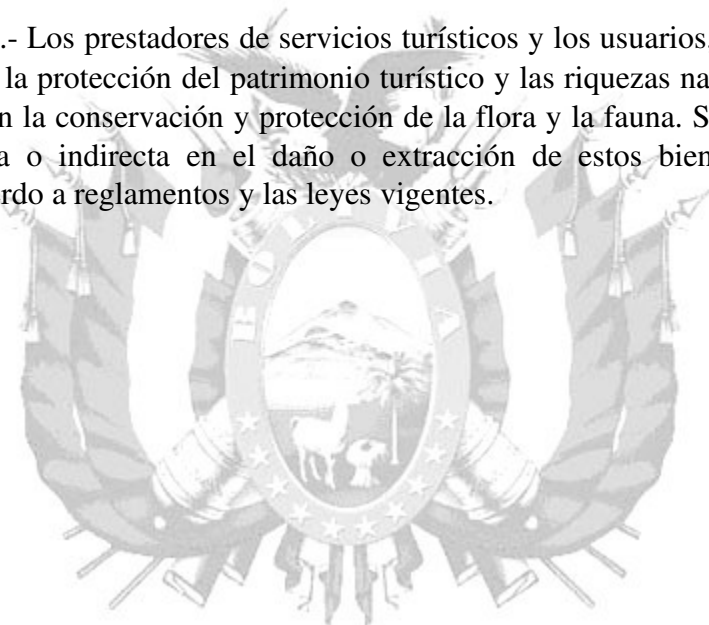 .- Los prestadores de servicios turísticos y los usuarios.
la protección del patrimonio turístico y las riquezas na
n la conservación y protección de la flora y la fauna. S
a o indirecta en el daño o extracción de estos bien
rdo a reglamentos y las leyes vigentes.